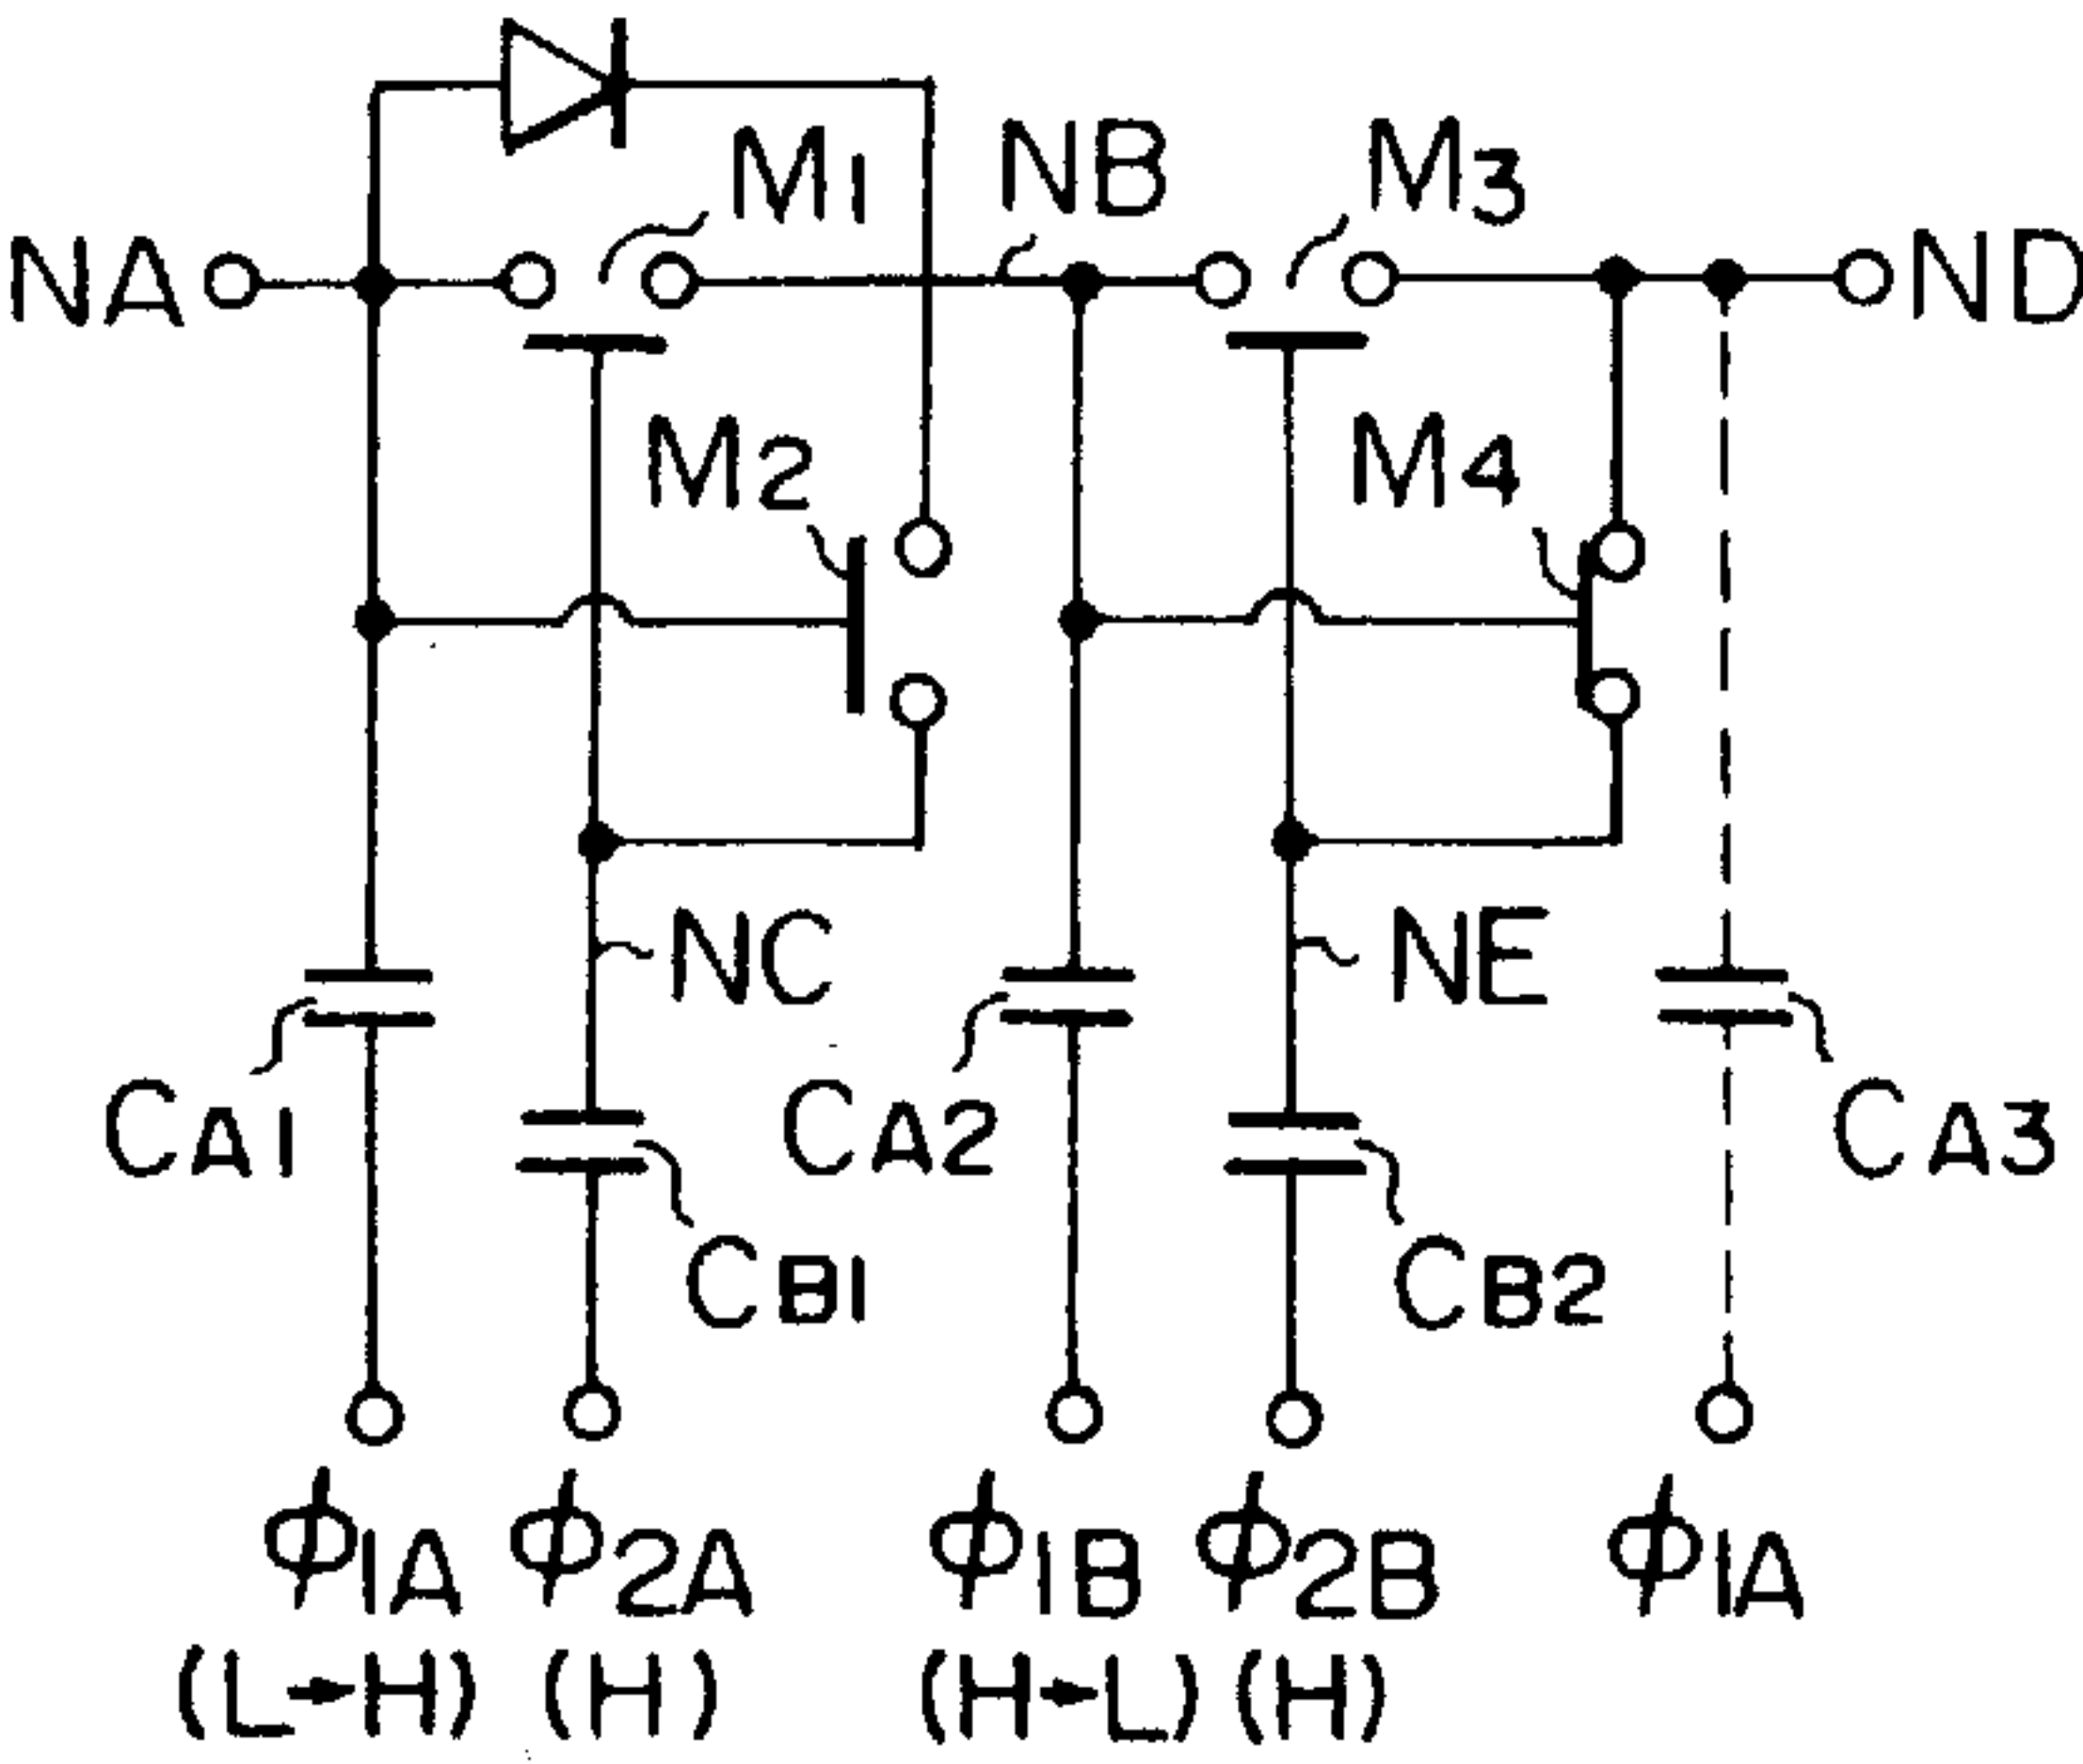 M1 NB M3
NA ND
M2 M4
NC NE
CA1 CA2 CA3
CB1 CB2
ϕ1A ϕ2A ϕ1B ϕ2B ϕ1A
(L→H) (H) (H→L) (H)